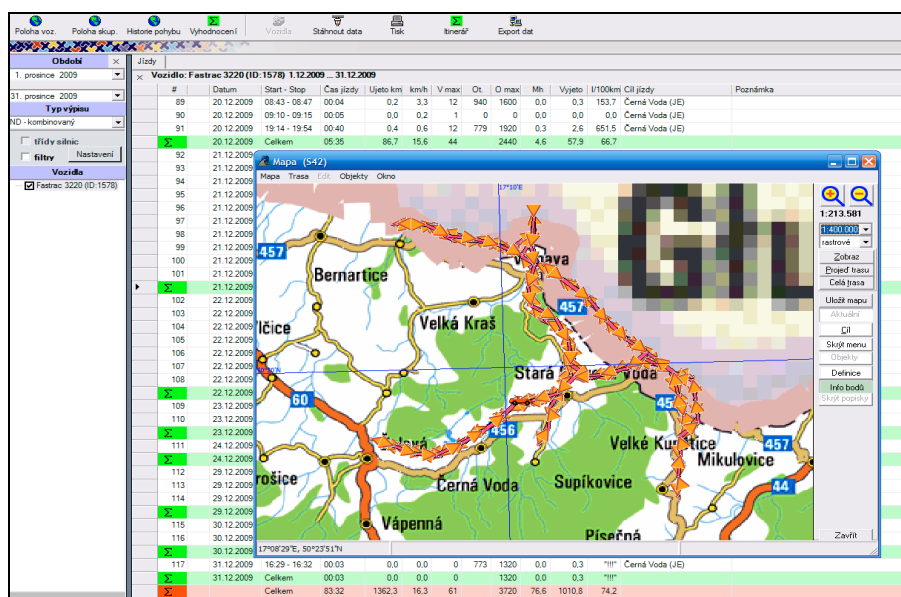 Poloha voz. Poloha skup. Historie pohybu Vyhodnocení Vozidla Stáhnout data Tisk Itinerář Export dat
Období × Jízdy
1. prosince 2009
31. prosince 2009
Typ výpisu
ND - kombinovaný
třídy silnic
filtry Nastavení
Vozidla
Fastrac 3220 (ID:1578)
× Vozidlo: Fastrac 3220 (ID:1578) 1.12.2009 ... 31.12.2009
# Datum Start - Stop Čas jízdy Ujeto km km/h V max Ot. O max Mh Vyjeto l/100km Cíl jízdy Poznámka
89 20.12.2009 08:43 - 08:47 00:04 0,2 3,3 12 940 1600 0,0 0,3 153,7 Černá Voda (JE)
90 20.12.2009 09:10 - 09:15 00:05 0,0 0,2 1 0 0 0,0 0,0 0,0 Černá Voda (JE)
91 20.12.2009 19:14 - 19:54 00:40 0,4 0,6 12 779 1920 0,3 2,6 651,5 Černá Voda (JE)
Σ 20.12.2009 Celkem 05:35 86,7 15,6 44 2440 4,6 57,9 66,7
92 21.12.2009
93 21.12.2009
94 21.12.2009
95 21.12.2009
96 21.12.2009
97 21.12.2009
98 21.12.2009
99 21.12.2009
100 21.12.2009
101 21.12.2009
Σ 21.12.2009
102 22.12.2009
103 22.12.2009
104 22.12.2009
105 22.12.2009
106 22.12.2009
107 22.12.2009
108 22.12.2009
Σ 22.12.2009
109 23.12.2009
110 23.12.2009
Σ 23.12.2009
111 24.12.2009
Σ 24.12.2009
112 29.12.2009
113 29.12.2009
114 29.12.2009
Σ 29.12.2009
115 30.12.2009
116 30.12.2009
Σ 30.12.2009
117 31.12.2009 16:29 - 16:32 00:03 0,0 0,0 0 773 1320 0,0 0,3 "!!!" Černá Voda (JE)
Σ 31.12.2009 Celkem 00:03 0,0 0,0 0 1320 0,0 0,3 "!!!"
Σ Celkem 83:32 1362,3 16,3 61 3720 76,6 1010,8 74,2
Mapa (S42)
Mapa Trasa Edit Objekty Okno
17°10'E
457
Bernartice
457
Velká Kraš
Stará Voda
60
456
Velké
457
Mikulovice
44
Černá Voda
Supíkovice
Vápenná
Písečná
17°08'29"E, 50°23'51"N
1:213.581
1:400.000
rastrové
Zobraz
Projeď trasu
Celá trasa
Uložit mapu
Aktuální
Cíl
Skrýt menu
Objekty
Definice
Info bodů
Skrýt popisky
Zavřít